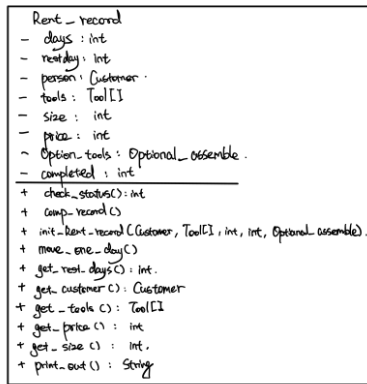 Rent_record
- days : int
- restday : int
- person : Customer.
- tools : Tool[]
- size : int
- price : int
- Option_tools : Optional_assemble.
- completed : int
+ check_status() : int
+ comp_record()
+ init_Rent_record (Customer, Tool[], int, int, Optional_assemble).
+ move_one_day()
+ get_rest_days() : int.
+ get_customer() : Customer
+ get_tools() : Tool[]
+ get_price() : int
+ get_size() : int.
+ print_out() : String